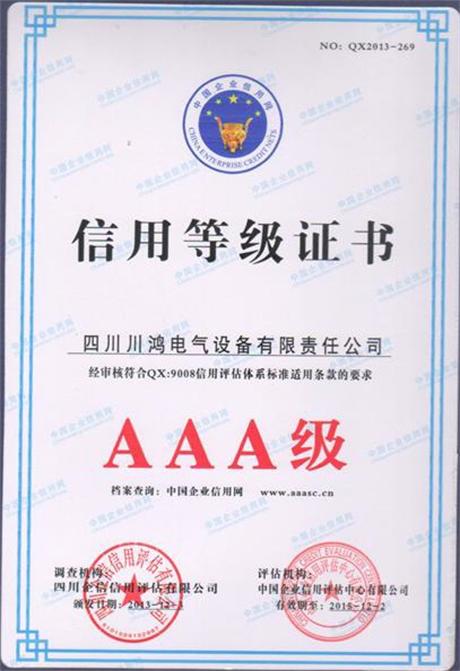 NO: QX2013-269
中国企业信用网
CHINA ENTERPRISE CREDIT NETS
信用等级证书
四川川鸿电气设备有限责任公司
经审核符合QX:9008信用评估体系标准适用条款的要求
AAA级
档案查询：中国企业信用网 www.aaasc.cn
调查机构：
四川企信信用评估有限公司
颁发日期：2013-12-3
评估机构：
中国企业信用评估中心有限公司
有效期至：2015-12-2